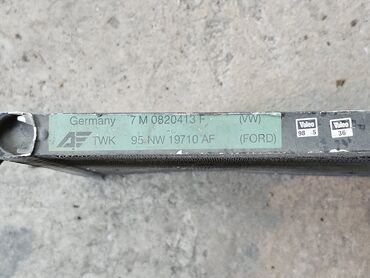 Germany 7 M 0820413 F (VW)
AF TWK 95 NW 19710 AF (FORD)
Valeo
98 .5
Valeo
36